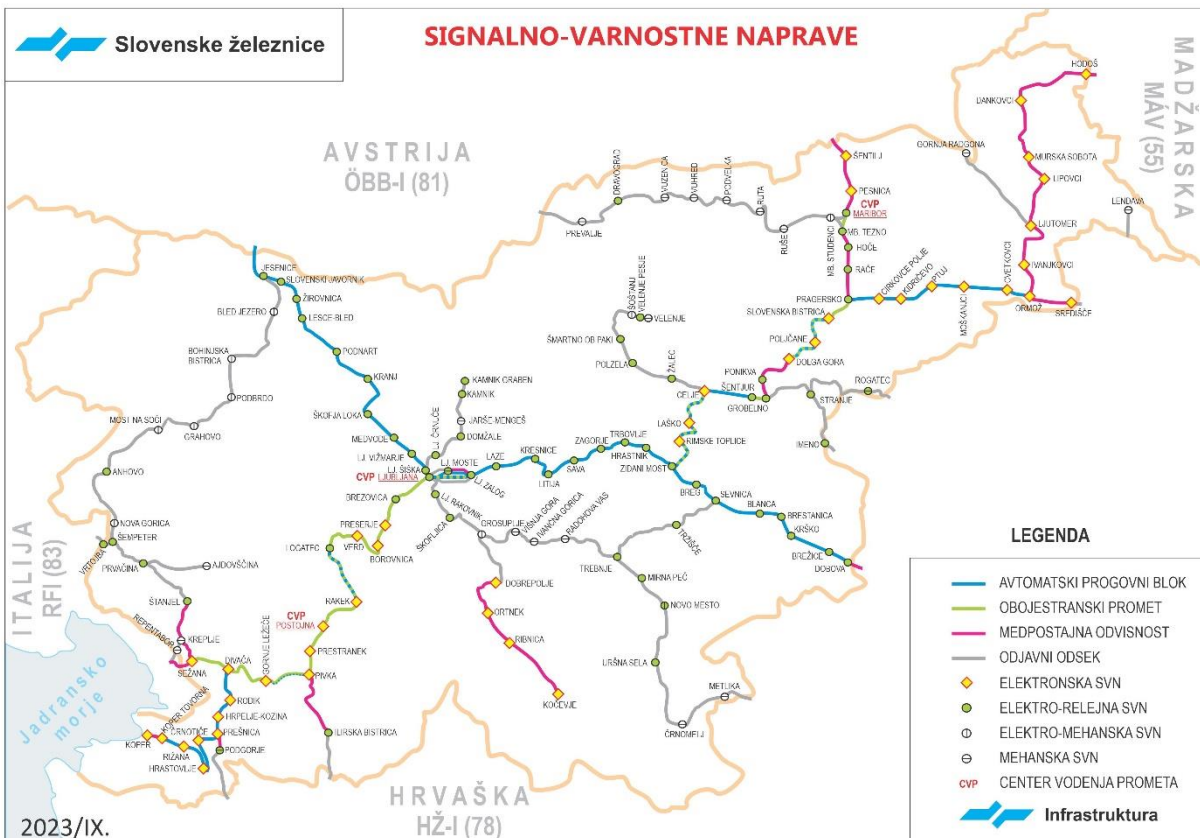 Slovenske železnice
SIGNALNO-VARNOSTNE NAPRAVE
MADŽARSKA
MÁV (55)
AVSTRIJA
ÖBB-I (81)
ITALIJA
RFI (83)
HRVAŠKA
HŽ-I (78)
Jadransko
morje
HODOŠ
DANKOVCI
GORNJA RADGONA
MURSKA SOBOTA
LIPOVCI
LENDAVA
LJUTOMER
IVANJKOVCI
ŠENTILJ
PESNICA
CVP
MARIBOR
MB. TEZNO
MB. STUDENCI
HOČE
RAČE
PRAGERSKO
CIRKOVCE POLJE
KIDRIČEVO
PTUJ
MOŠKANJCI
CVETKOVCI
ORMOŽ
SREDIŠČE
PREVALJE
DRAVOGRAD
VUZENICA
VUHRED
PODVELKA
RUTA
RUŠE
SLOVENSKA BISTRICA
POLJČANE
DOLGA GORA
PONIKVA
ROGATEC
STRANJE
IMENO
GROBELNO
ŠENTJUR
CELJE
ŠOŠTANJ
VELENJE PESJE
VELENJE
ŠMARTNO OB PAKI
POLZELA
ŽALEC
LAŠKO
RIMSKE TOPLICE
ZIDANI MOST
HRASTNIK
TRBOVLJE
ZAGORJE
SAVA
LITIJA
KRESNICE
LAZE
LJ. ZALOG
LJ. MOSTE
BREG
SEVNICA
BLANCA
BRESTANICA
KRŠKO
BREŽICE
DOBOVA
JESENICE
SLOVENSKI JAVORNIK
ŽIROVNICA
LESCE-BLED
BLED JEZERO
BOHINJSKA
BISTRICA
PODBRDO
GRAHOVO
MOST NA SOČI
ANHOVO
PODNART
KRANJ
ŠKOFJA LOKA
MEDVODE
LJ. VIŽMARJE
LJ. ŠIŠKA
CVP LJUBLJANA
KAMNIK GRABEN
KAMNIK
JARŠE-MENGEŠ
DOMŽALE
LJ. ČRNUČE
LJ. RAKOVNIK
ŠKOFLJICA
GROSUPLJE
VIŠNJA GORA
IVANČNA GORICA
RADOHOVA VAS
TREBNJE
TRŽIŠČE
MIRNA PEČ
NOVO MESTO
URŠNA SELA
ČRNOMELJ
METLIKA
DOBREPOLJE
ORTNEK
RIBNICA
KOČEVJE
BREZOVICA
PRESERJE
BOROVNICA
VERD
LOGATEC
RAKEK
CVP
POSTOJNA
PRESTRANEK
PIVKA
ILIRSKA BISTRICA
GORNJE LEŽEČE
DIVAČA
NOVA GORICA
ŠEMPETER
VRTOJBA
PRVAČINA
AJDOVŠČINA
ŠTANJEL
KREPLJE
REPENTABOR
SEŽANA
RODIK
HRPELJE-KOZINA
PREŠNICA
PODGORJE
ČRNOTIČE
KOPER TOVORNA
KOPER
RIŽANA
HRASTOVLJE
LEGENDA
AVTOMATSKI PROGOVNI BLOK
OBOJESTRANSKI PROMET
MEDPOSTAJNA ODVISNOST
ODJAVNI ODSEK
ELEKTRONSKA SVN
ELEKTRO-RELEJNA SVN
ELEKTRO-MEHANSKA SVN
MEHANSKA SVN
CVP CENTER VODENJA PROMETA
Infrastruktura
2023/IX.